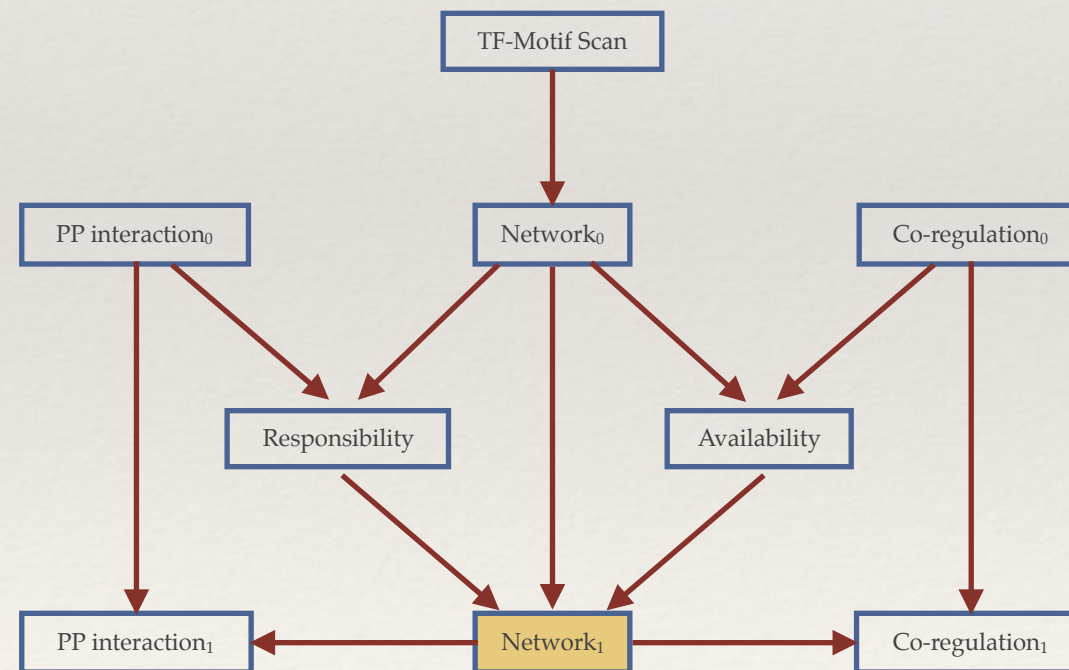 TF-Motif Scan
PP interaction₀
Network₀
Co-regulation₀
Responsibility
Availability
PP interaction₁
Network₁
Co-regulation₁